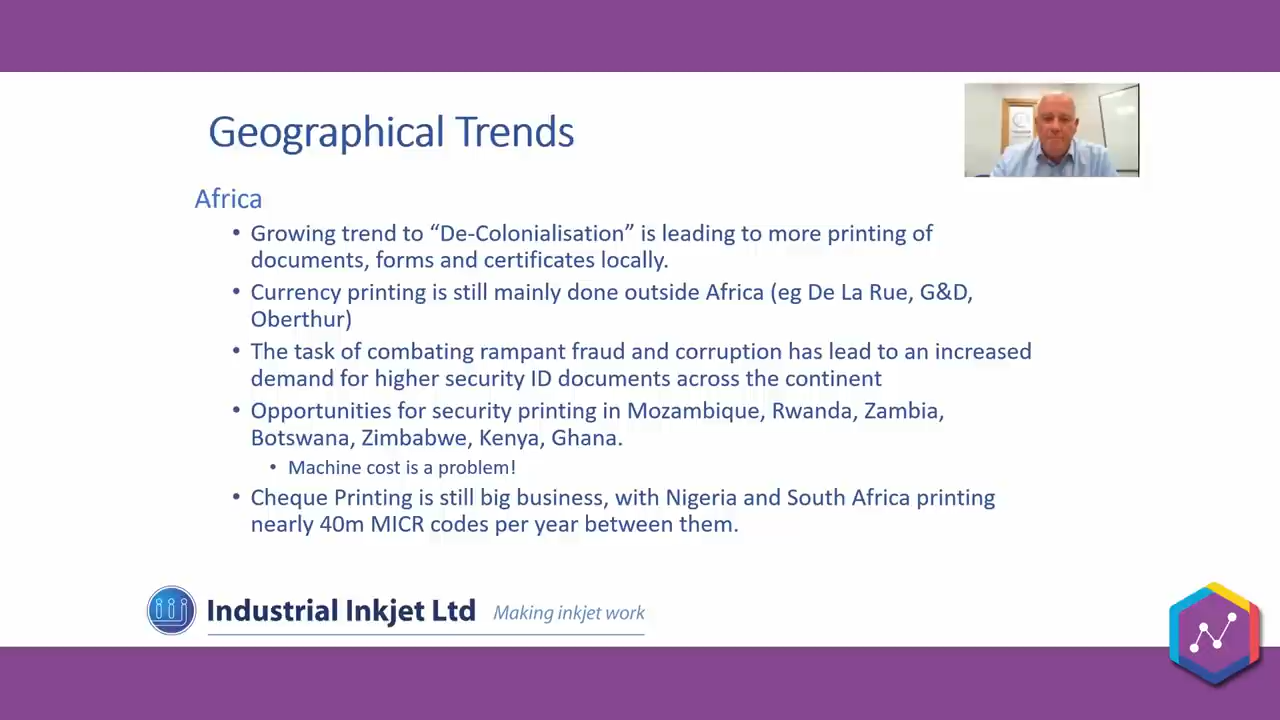 Geographical Trends
Africa
• Growing trend to “De-Colonialisation” is leading to more printing of
documents, forms and certificates locally.
• Currency printing is still mainly done outside Africa (eg De La Rue, G&D,
Oberthur)
• The task of combating rampant fraud and corruption has lead to an increased
demand for higher security ID documents across the continent
• Opportunities for security printing in Mozambique, Rwanda, Zambia,
Botswana, Zimbabwe, Kenya, Ghana.
• Machine cost is a problem!
• Cheque Printing is still big business, with Nigeria and South Africa printing
nearly 40m MICR codes per year between them.
Industrial Inkjet Ltd Making inkjet work